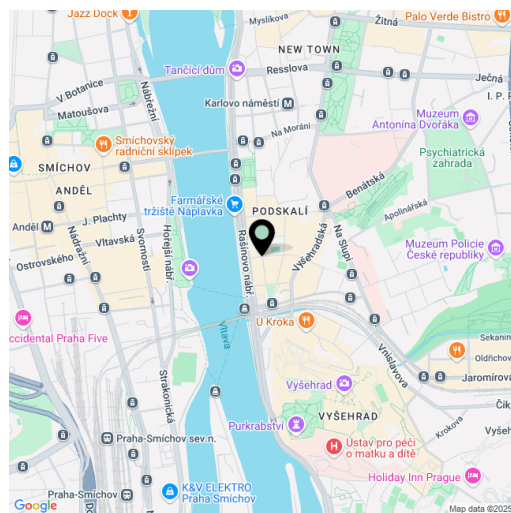 Jazz Dock
Myslíkova
Žitná
Palo Verde Bistro
NEW TOWN
Tančící dům
Resslova
Ječná
V Botanice
Nábřežní
Karlovo náměstí
I. P. P
Matoušova
Muzeum
Antonína Dvořáka
Na Moráni
Smíchovský
radniční sklípek
Psychiatrická
zahrada
SMÍCHOV
Benátská
ANDĚL
Farmářské
tržiště Náplavka
PODSKALÍ
Apolinářská
J. Plachty
Anděl
Na Slupi
Vltavská
Vyšehradská
Rašínovo nábř.
Muzeum Policie
České republiky
Nádražní
Svornosti
Hořejší nábř.
Ostrovského
U Kroka
ccidental Praha Five
Vltava
Sekanin
Vnislavova
Oldřichov
Strakonická
Vyšehrad
Jaromírova
VYŠEHRAD
Čik
Purkrabství
Krokova
Vyšeh
Praha-Smíchov sev.n.
Ústav pro péči
o matku a dítě
Holiday Inn Prague
K&V ELEKTRO
Praha Smíchov
Praha-Smíchov
Google
Map data ©2025